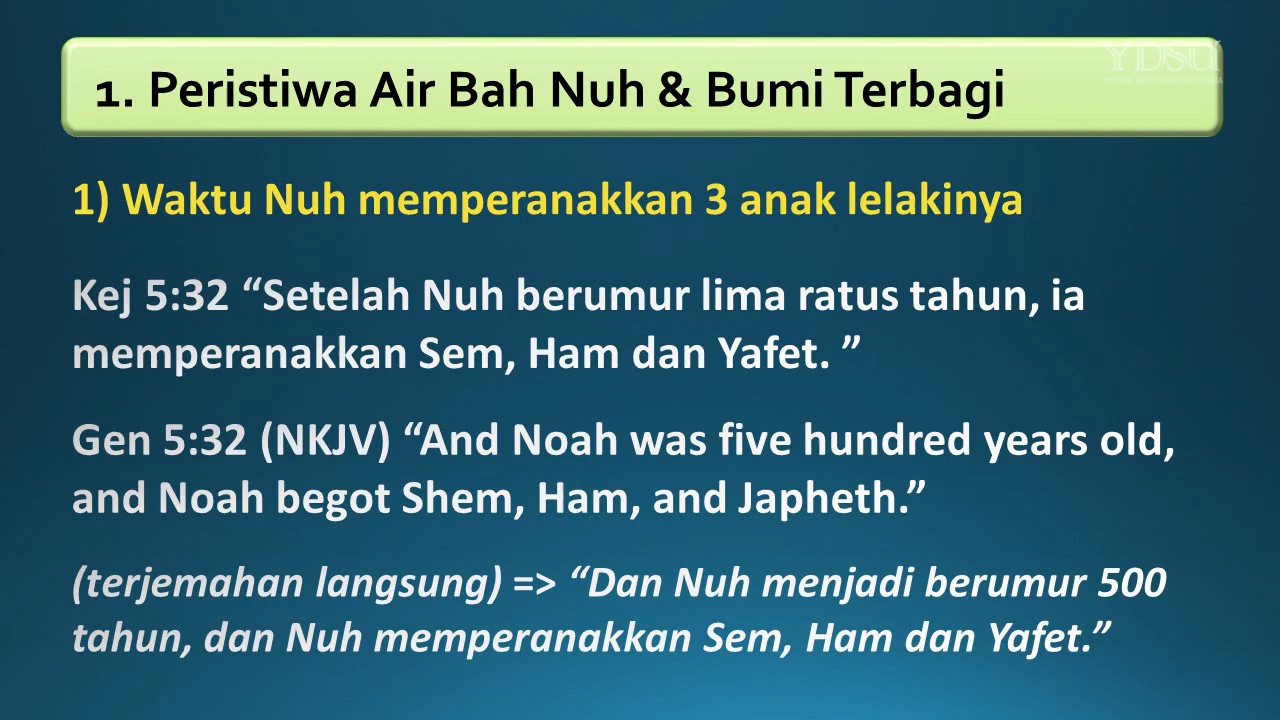 1. Peristiwa Air Bah Nuh & Bumi Terbagi
YDSU
1) Waktu Nuh memperanakkan 3 anak lelakinya
Kej 5:32 “Setelah Nuh berumur lima ratus tahun, ia
memperanakkan Sem, Ham dan Yafet. ”
Gen 5:32 (NKJV) “And Noah was five hundred years old,
and Noah begot Shem, Ham, and Japheth.”
(terjemahan langsung) => “Dan Nuh menjadi berumur 500
tahun, dan Nuh memperanakkan Sem, Ham dan Yafet.”